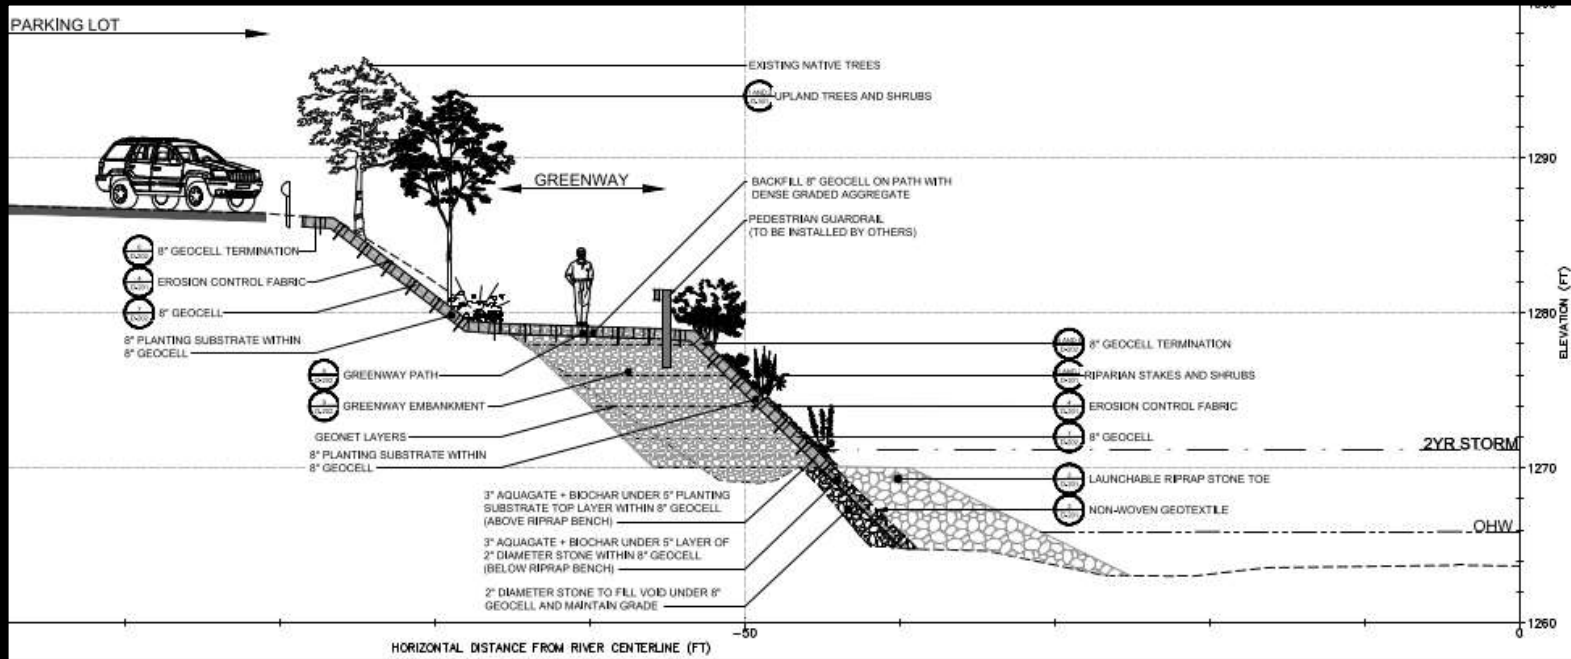 PARKING LOT
EXISTING NATIVE TREES
UPLAND TREES AND SHRUBS
1290
GREENWAY
BACKFILL 8" GEOCELL ON PATH WITH
DENSE GRADED AGGREGATE
PEDESTRIAN GUARDRAIL
(TO BE INSTALLED BY OTHERS)
8" GEOCELL TERMINATION
EROSION CONTROL FABRIC
8" GEOCELL
8" PLANTING SUBSTRATE WITHIN
8" GEOCELL
1280
ELEVATION (FT)
GREENWAY PATH
GREENWAY EMBANKMENT
GEONET LAYERS
8" PLANTING SUBSTRATE WITHIN
8" GEOCELL
8" GEOCELL TERMINATION
RIPARIAN STAKES AND SHRUBS
EROSION CONTROL FABRIC
8" GEOCELL
2YR STORM
1270
LAUNCHABLE RIPRAP STONE TOE
NON-WOVEN GEOTEXTILE
OHW
3" AQUAGATE + BIOCHAR UNDER 5" PLANTING
SUBSTRATE TOP LAYER WITHIN 8" GEOCELL
(ABOVE RIPRAP BENCH)
3" AQUAGATE + BIOCHAR UNDER 5" LAYER OF
2" DIAMETER STONE WITHIN 8" GEOCELL
(BELOW RIPRAP BENCH)
2" DIAMETER STONE TO FILL VOID UNDER 8"
GEOCELL AND MAINTAIN GRADE
1260
-50
0
HORIZONTAL DISTANCE FROM RIVER CENTERLINE (FT)